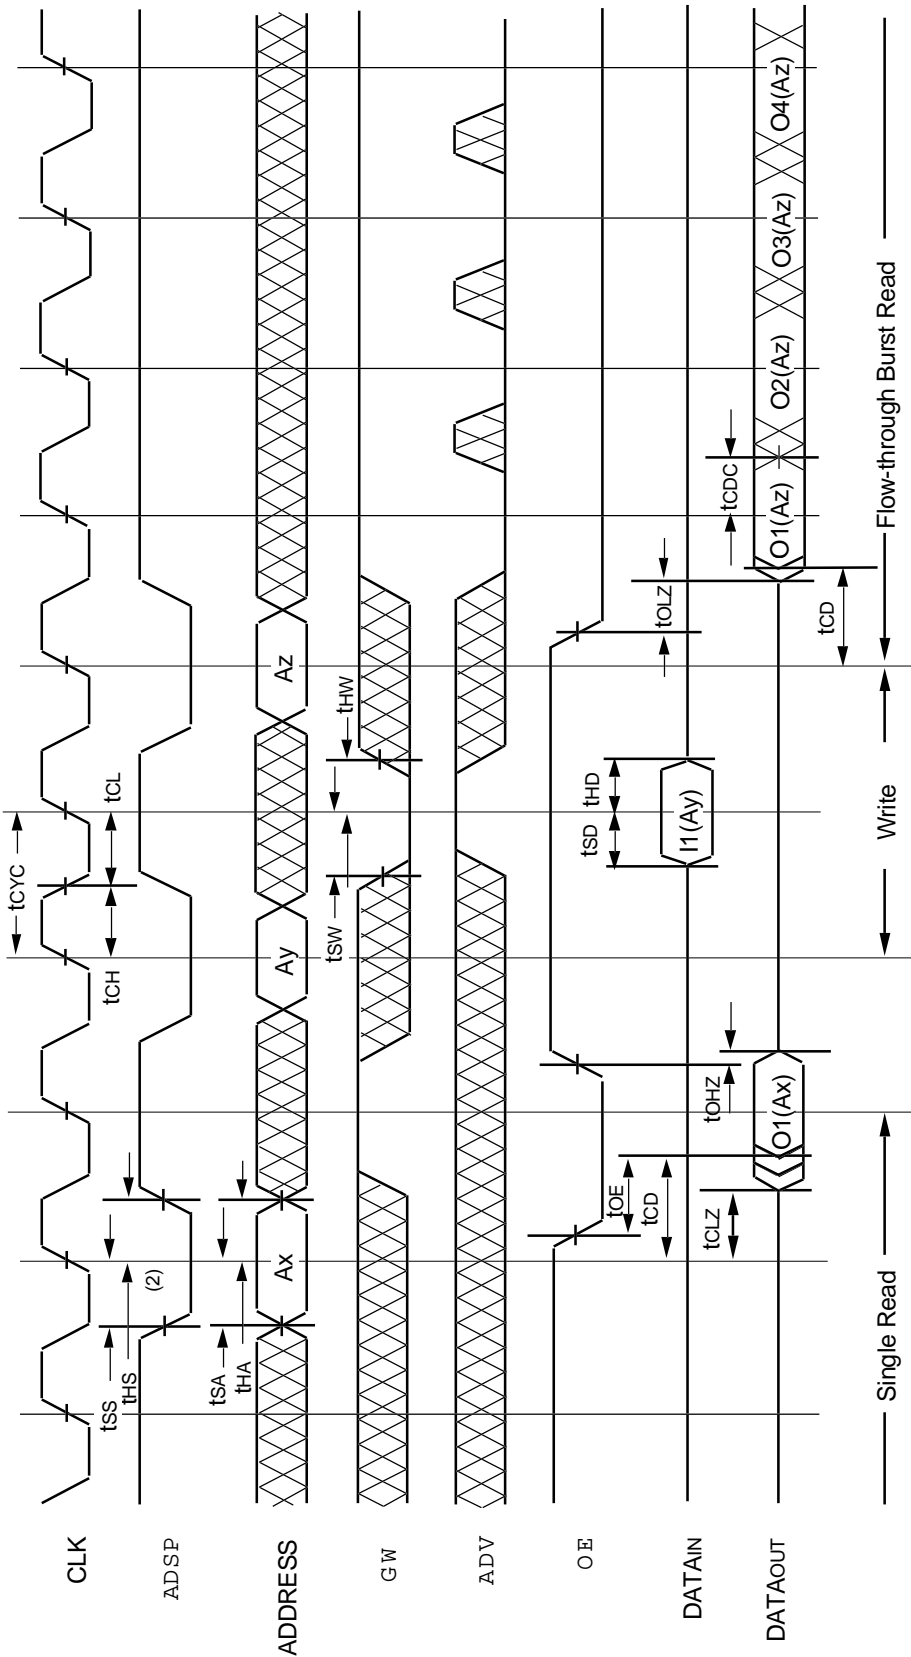 CLK
tCYC
tCH
tCL
ADSP
tSS
tHS
(2)
ADDRESS
tSA
tHA
Ax
Ay
Az
GW
tSW
tHW
ADV
OE
tOE
tCD
tOHZ
tOLZ
DATAIN
tSD
tHD
I1(Ay)
DATAOUT
tCLZ
O1(Ax)
tCD
tCDC
O1(Az)
O2(Az)
O3(Az)
O4(Az)
Single Read
Write
Flow-through Burst Read